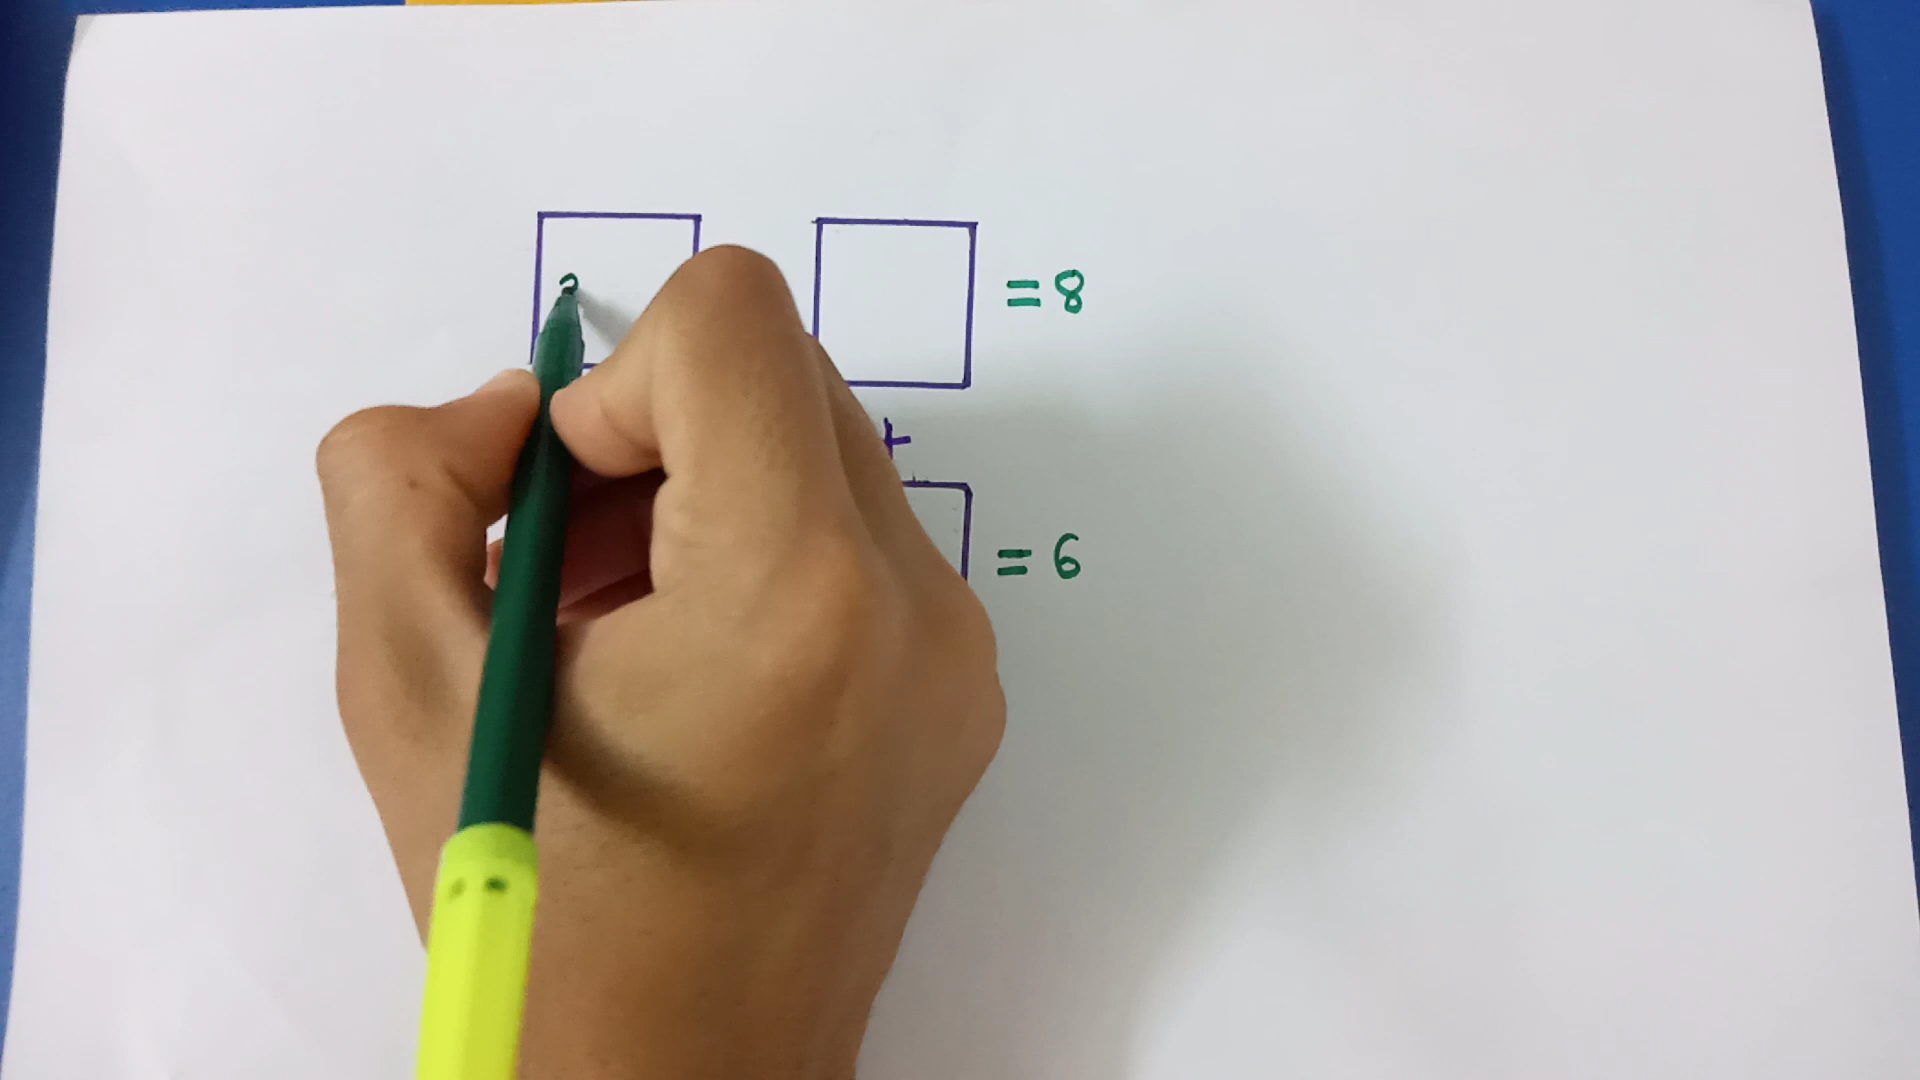 = 8
+
= 6